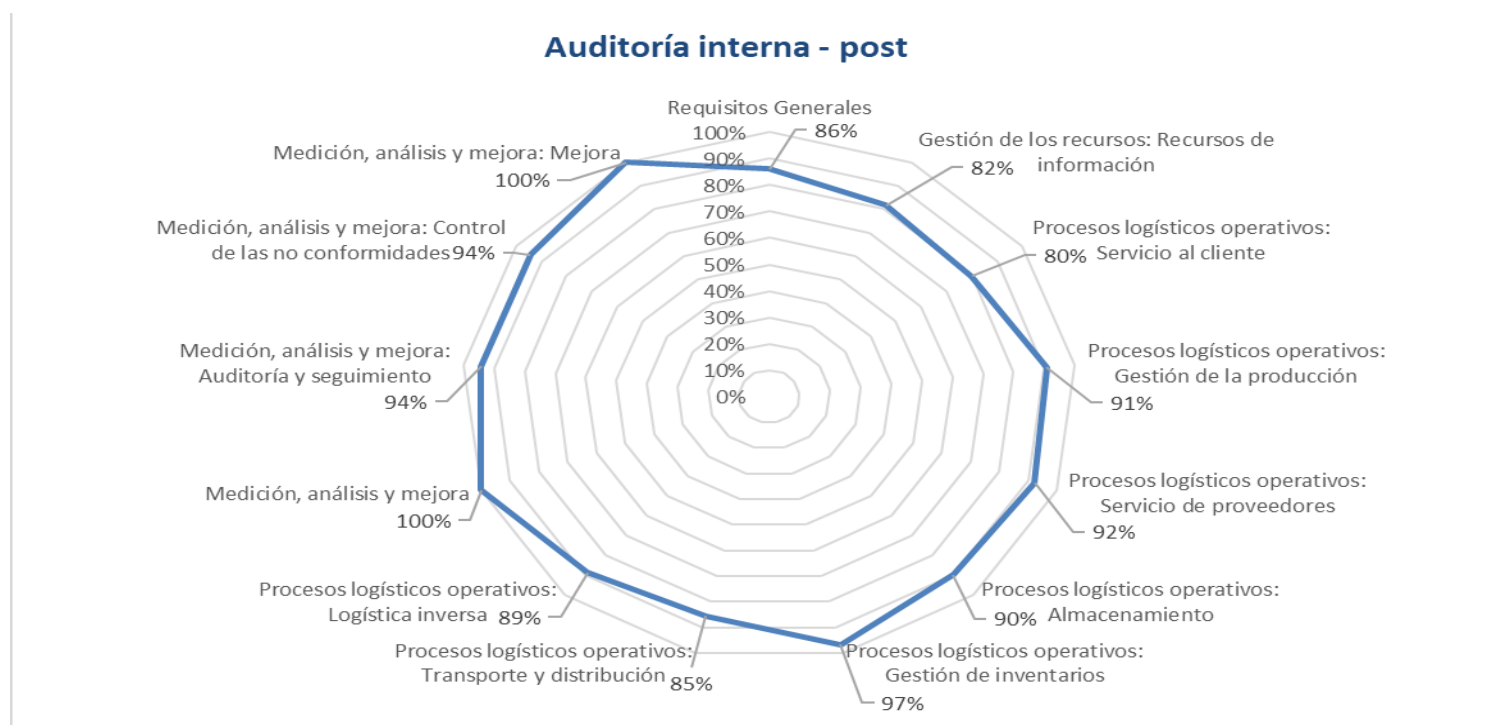 Auditoría interna - post
Requisitos Generales
86%
Gestión de los recursos: Recursos de
información
82%
Procesos logísticos operativos:
Servicio al cliente
80%
Procesos logísticos operativos:
Gestión de la producción
91%
Procesos logísticos operativos:
Servicio de proveedores
92%
Procesos logísticos operativos:
Almacenamiento
90%
Procesos logísticos operativos:
Gestión de inventarios
97%
Procesos logísticos operativos:
Transporte y distribución
85%
Procesos logísticos operativos:
Logística inversa
89%
Medición, análisis y mejora
100%
Medición, análisis y mejora:
Auditoría y seguimiento
94%
Medición, análisis y mejora: Control
de las no conformidades
94%
Medición, análisis y mejora: Mejora
100%
100%
90%
80%
70%
60%
50%
40%
30%
20%
10%
0%